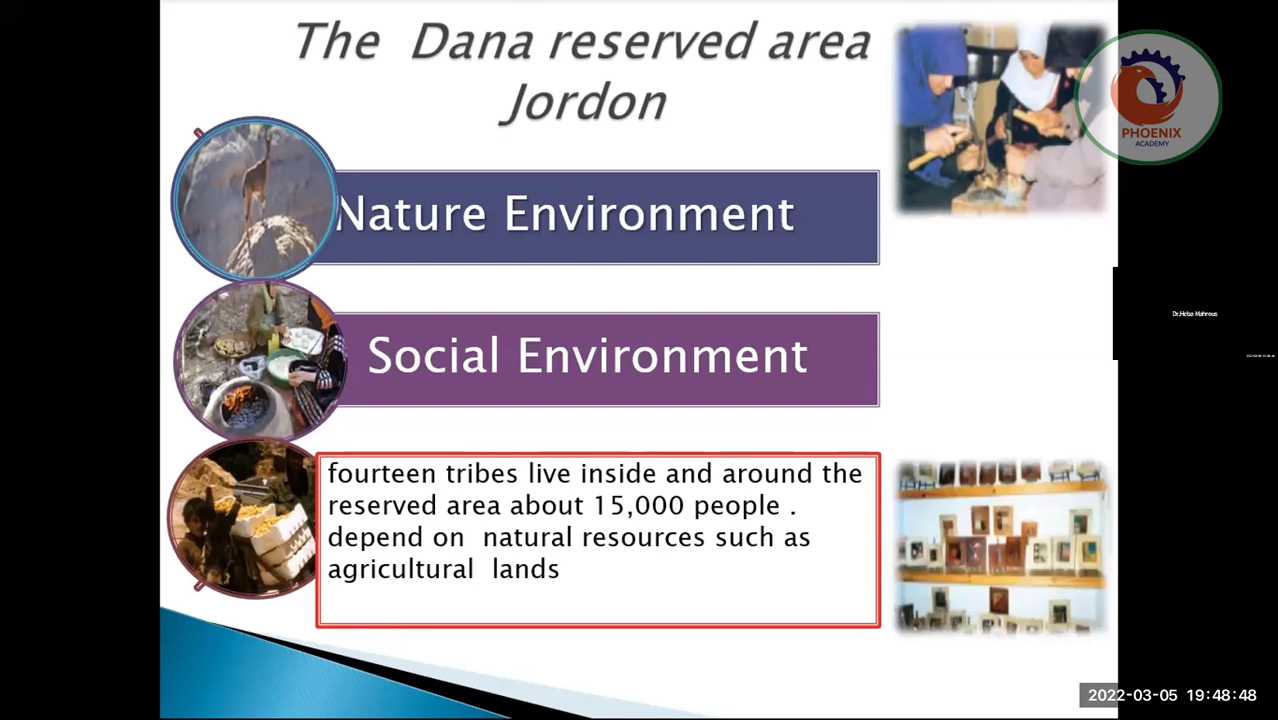 The Dana reserved area
Jordon
PHOENIX
ACADEMY
Nature Environment
Dr.Heba Mahrous
Social Environment
fourteen tribes live inside and around the
reserved area about 15,000 people .
depend on natural resources such as
agricultural lands
2022-03-05 19:48:48